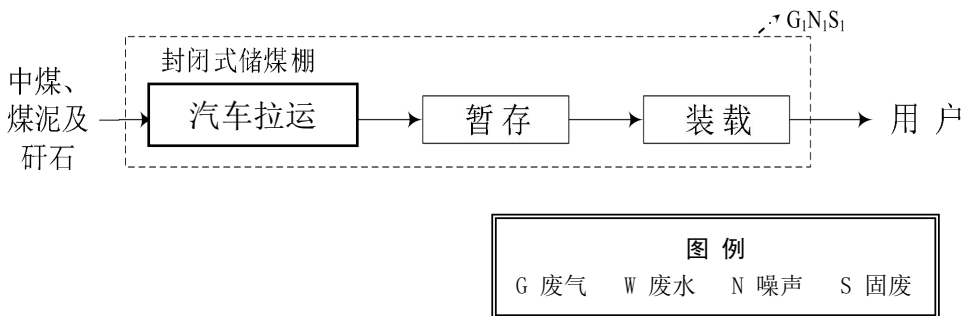 G₁N₁S₁
封闭式储煤棚
中煤、
煤泥及
矸石
汽车拉运
暂存
装载
用 户
图 例
G 废气 W 废水 N 噪声 S 固废